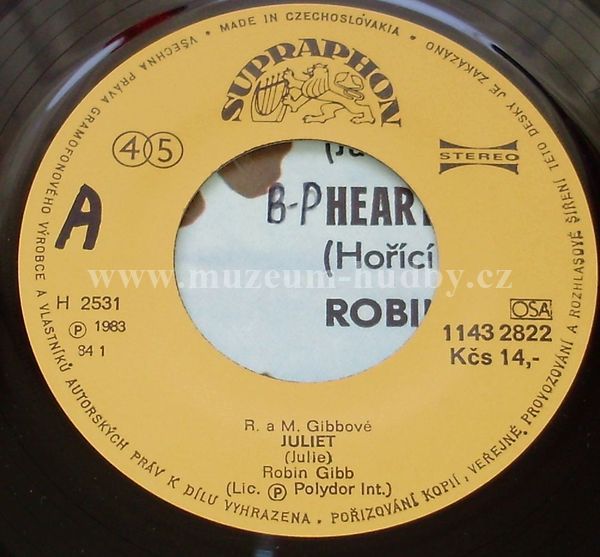 MADE IN CZECHOSLOVAKIA • VŠECHNA PRÁVA GRAMOFONOVÉHO VÝROBCE A VLASTNÍKŮ AUTORSKÝCH PRÁV K DÍLU VYHRAZENA. POŘIZOVÁNÍ KOPIÍ, VEŘEJNÉ PROVOZOVÁNÍ A ROZHLASOVÉ ŠÍŘENÍ TÉTO DESKY JE ZAKÁZÁNO •
SUPRAPHON
45
STEREO
A
B-P HEART
(Hořící
ROBI
www.muzeum-hudby.cz
H 2531
℗ 1983
84 1
OSA
1143 2822
Kčs 14,-
R. a M. Gibbové
JULIET
(Julie)
Robin Gibb
(Lic. ℗ Polydor Int.)